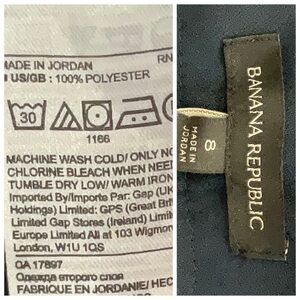 MADE IN JORDAN RN
US/GB : 100% POLYESTER
30
1166
MACHINE WASH COLD/ ONLY NO
CHLORINE BLEACH WHEN NEE
TUMBLE DRY LOW/ WARM IRON
Imported By/Importe Par: Gap (UK
Holdings) Limited: GPS (Great Brit
Limited Gap Stores (Ireland) Limi
Europe Limited All at 103 Wigmor
London, W1U 1QS
QA 17897
Одежда второго слоя
FABRIQUE EN JORDANIE/ HEC
BANANA REPUBLIC
8
MADE IN
JORDAN